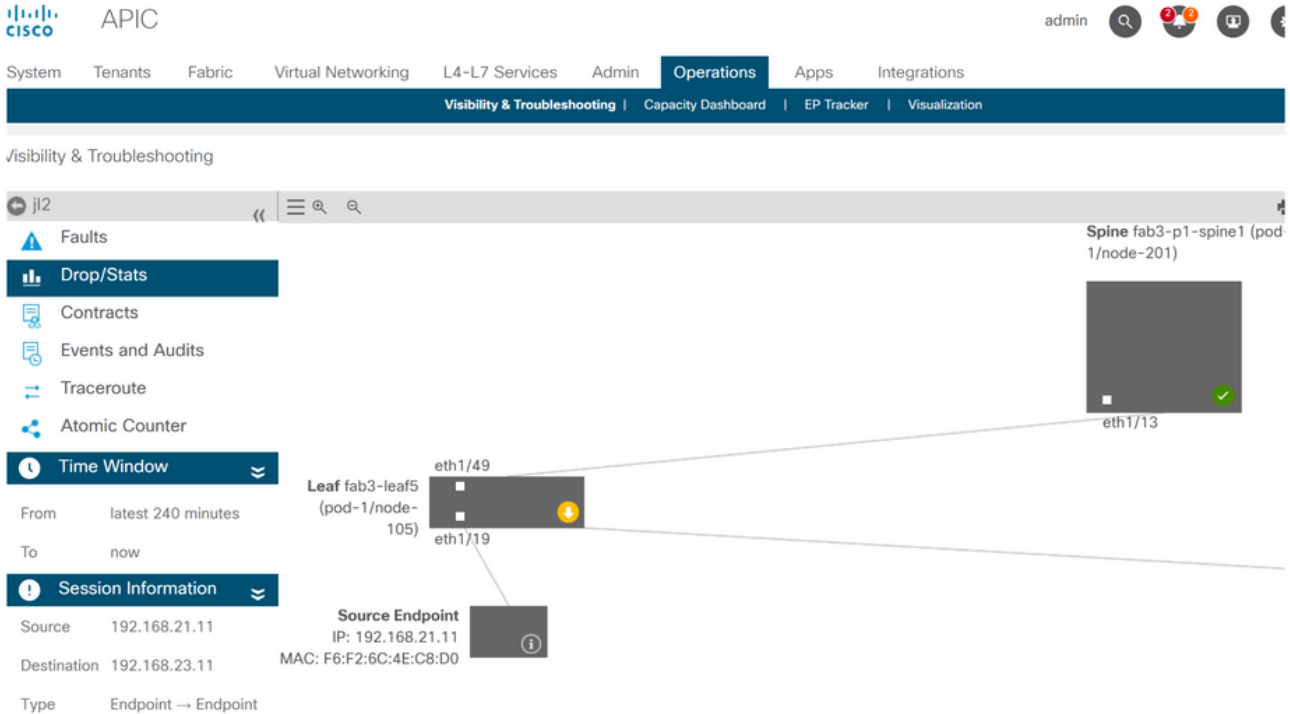 CISCO APIC admin 2 2
System Tenants Fabric Virtual Networking L4-L7 Services Admin Operations Apps Integrations
Visibility & Troubleshooting | Capacity Dashboard | EP Tracker | Visualization
Visibility & Troubleshooting
jl2
Faults
Drop/Stats
Contracts
Events and Audits
Traceroute
Atomic Counter
Time Window
From latest 240 minutes
To now
Session Information
Source 192.168.21.11
Destination 192.168.23.11
Type Endpoint → Endpoint
Spine fab3-p1-spine1 (pod-
1/node-201)
eth1/13
eth1/49
Leaf fab3-leaf5
(pod-1/node-
105)
eth1/19
Source Endpoint
IP: 192.168.21.11
MAC: F6:F2:6C:4E:C8:D0